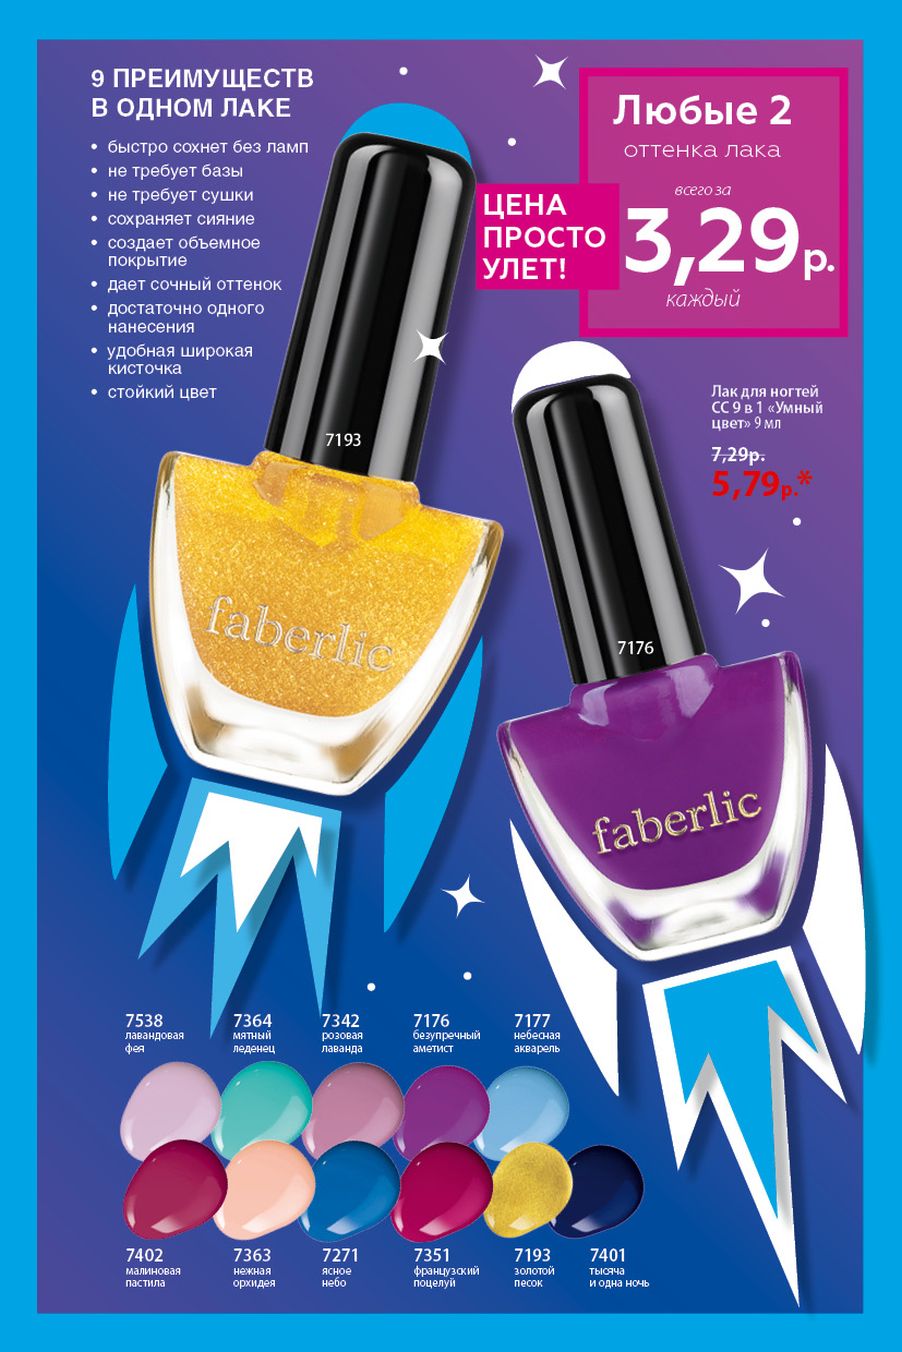 9 ПРЕИМУЩЕСТВ
В ОДНОМ ЛАКЕ
• быстро сохнет без ламп
• не требует базы
• не требует сушки
• сохраняет сияние
• создает объемное
покрытие
• дает сочный оттенок
• достаточно одного
нанесения
• удобная широкая
кисточка
• стойкий цвет
Любые 2
оттенка лака
всего за
3,29р.
каждый
ЦЕНА
ПРОСТО
УЛЕТ!
Лак для ногтей
СС 9 в 1 «Умный
цвет» 9 мл
7,29р.
5,79р.*
7193
faberlic
7176
faberlic
7538
лавандовая
фея
7364
мятный
леденец
7342
розовая
лаванда
7176
безупречный
аметист
7177
небесная
акварель
7402
малиновая
пастила
7363
нежная
орхидея
7271
ясное
небо
7351
французский
поцелуй
7193
золотой
песок
7401
тысяча
и одна ночь